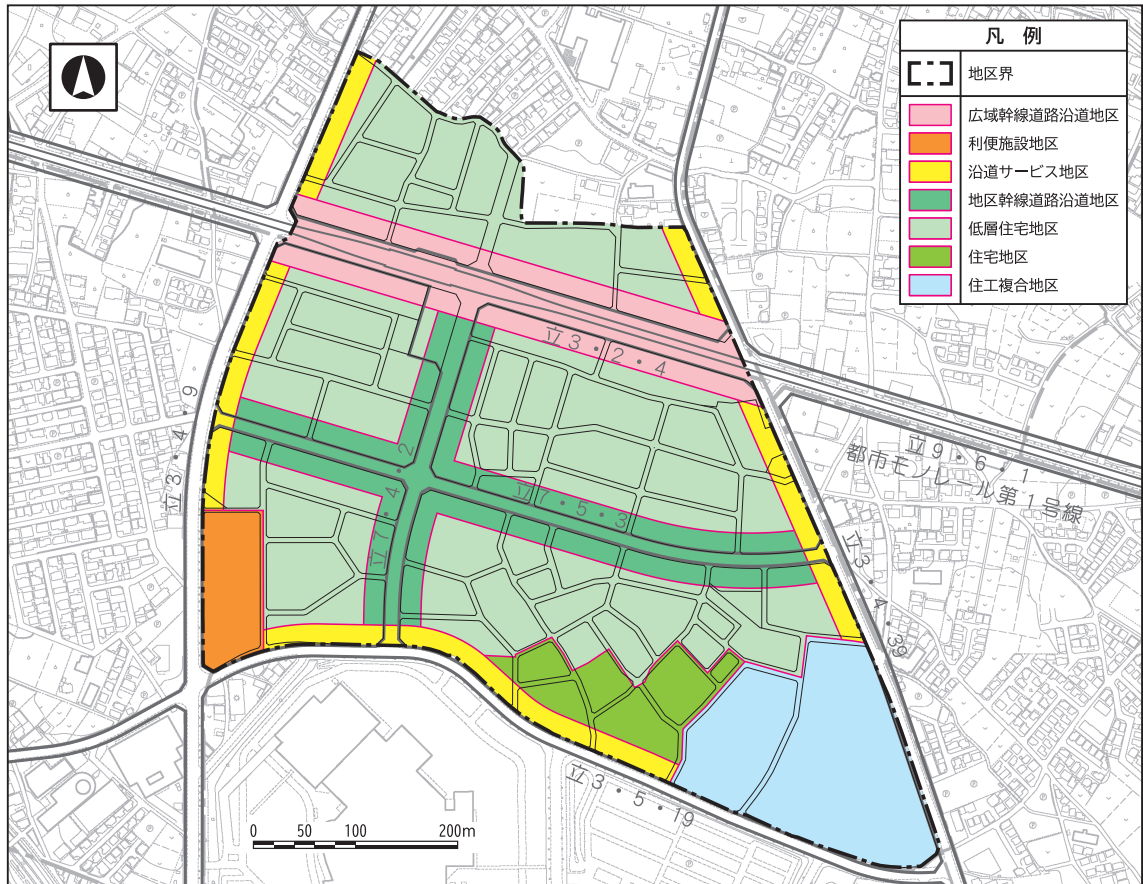 凡 例
地区界
広域幹線道路沿道地区
利便施設地区
沿道サービス地区
地区幹線道路沿道地区
低層住宅地区
住宅地区
住工複合地区
立3・2・4
立9・6・1
都市モノレール第1号線
立3・4・9
立7・4・2
立7・5・3
立3・4・39
立3・5・19
0 50 100 200m